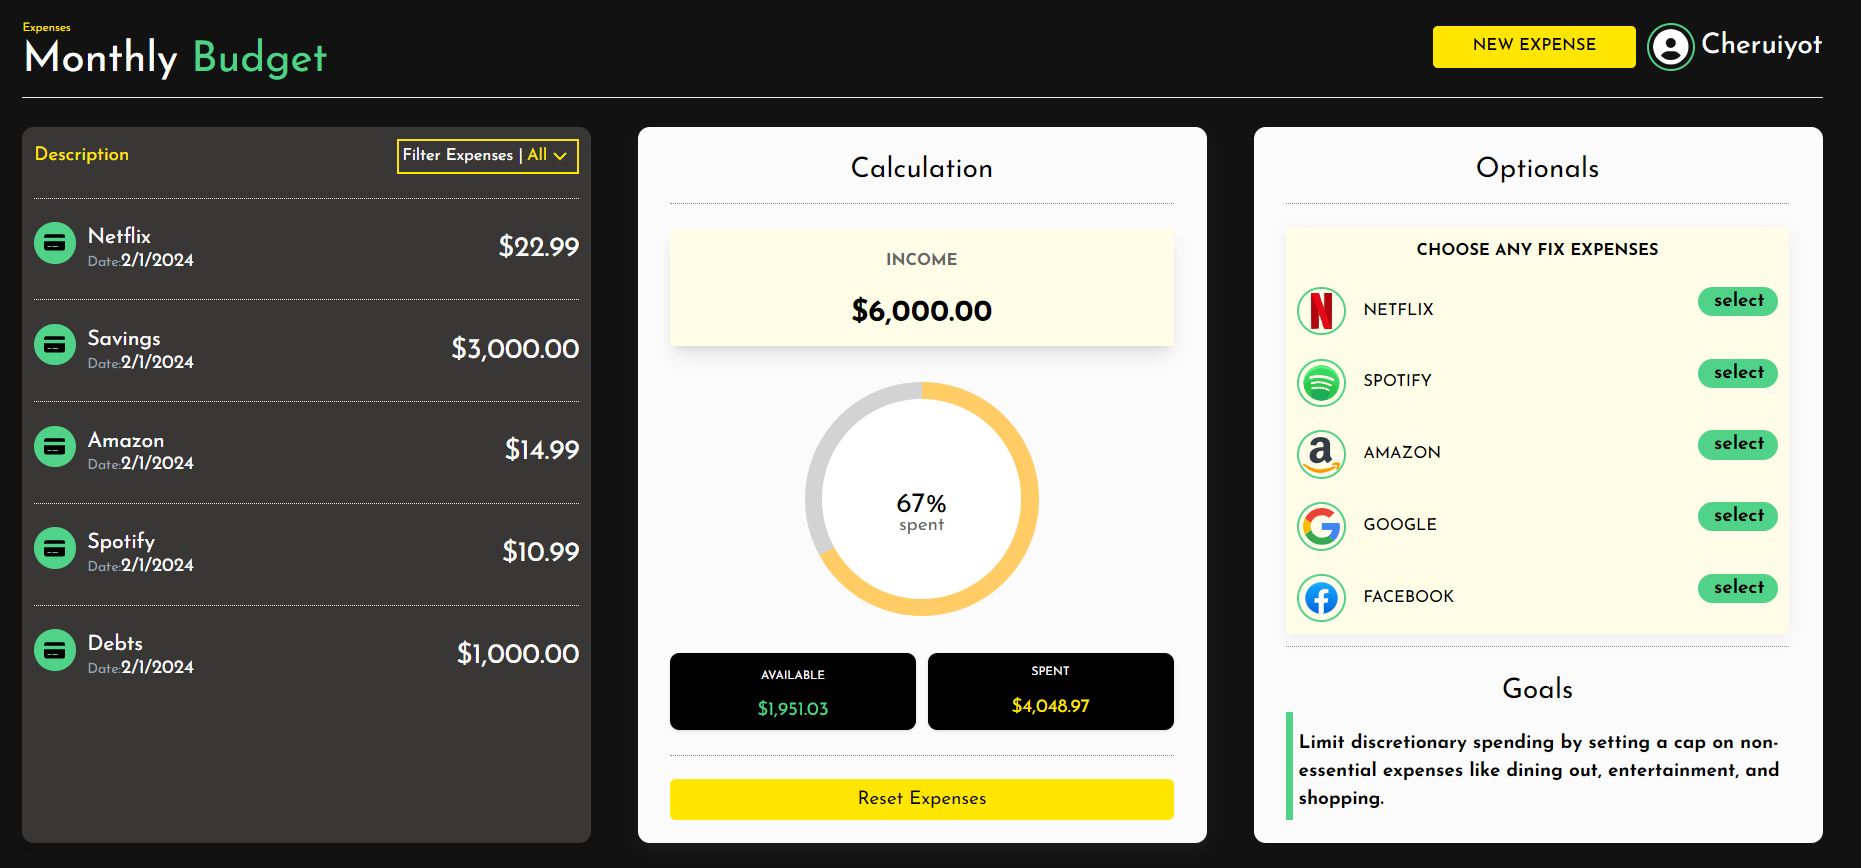 Expenses
Monthly Budget
NEW EXPENSE
Cheruiyot
Description
Filter Expenses | All
Netflix
Date:2/1/2024
$22.99
Savings
Date:2/1/2024
$3,000.00
Amazon
Date:2/1/2024
$14.99
Spotify
Date:2/1/2024
$10.99
Debts
Date:2/1/2024
$1,000.00
Calculation
INCOME
$6,000.00
67%
spent
AVAILABLE
$1,951.03
SPENT
$4,048.97
Reset Expenses
Optionals
CHOOSE ANY FIX EXPENSES
NETFLIX
select
SPOTIFY
select
AMAZON
select
GOOGLE
select
FACEBOOK
select
Goals
Limit discretionary spending by setting a cap on non-
essential expenses like dining out, entertainment, and
shopping.